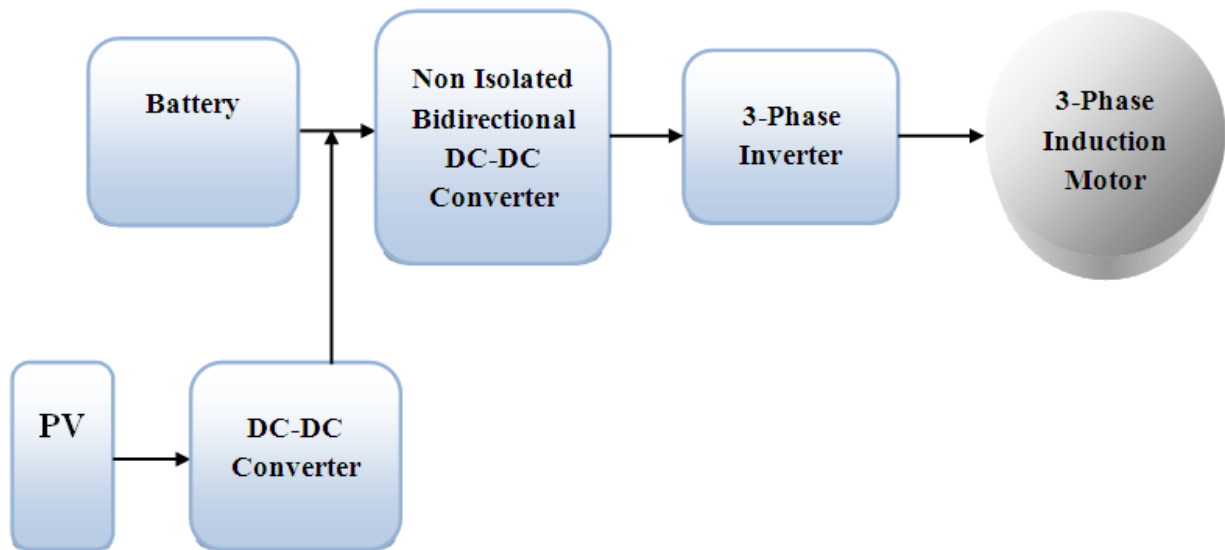 Battery
Non Isolated
Bidirectional
DC-DC
Converter
3-Phase
Inverter
3-Phase
Induction
Motor
PV
DC-DC
Converter